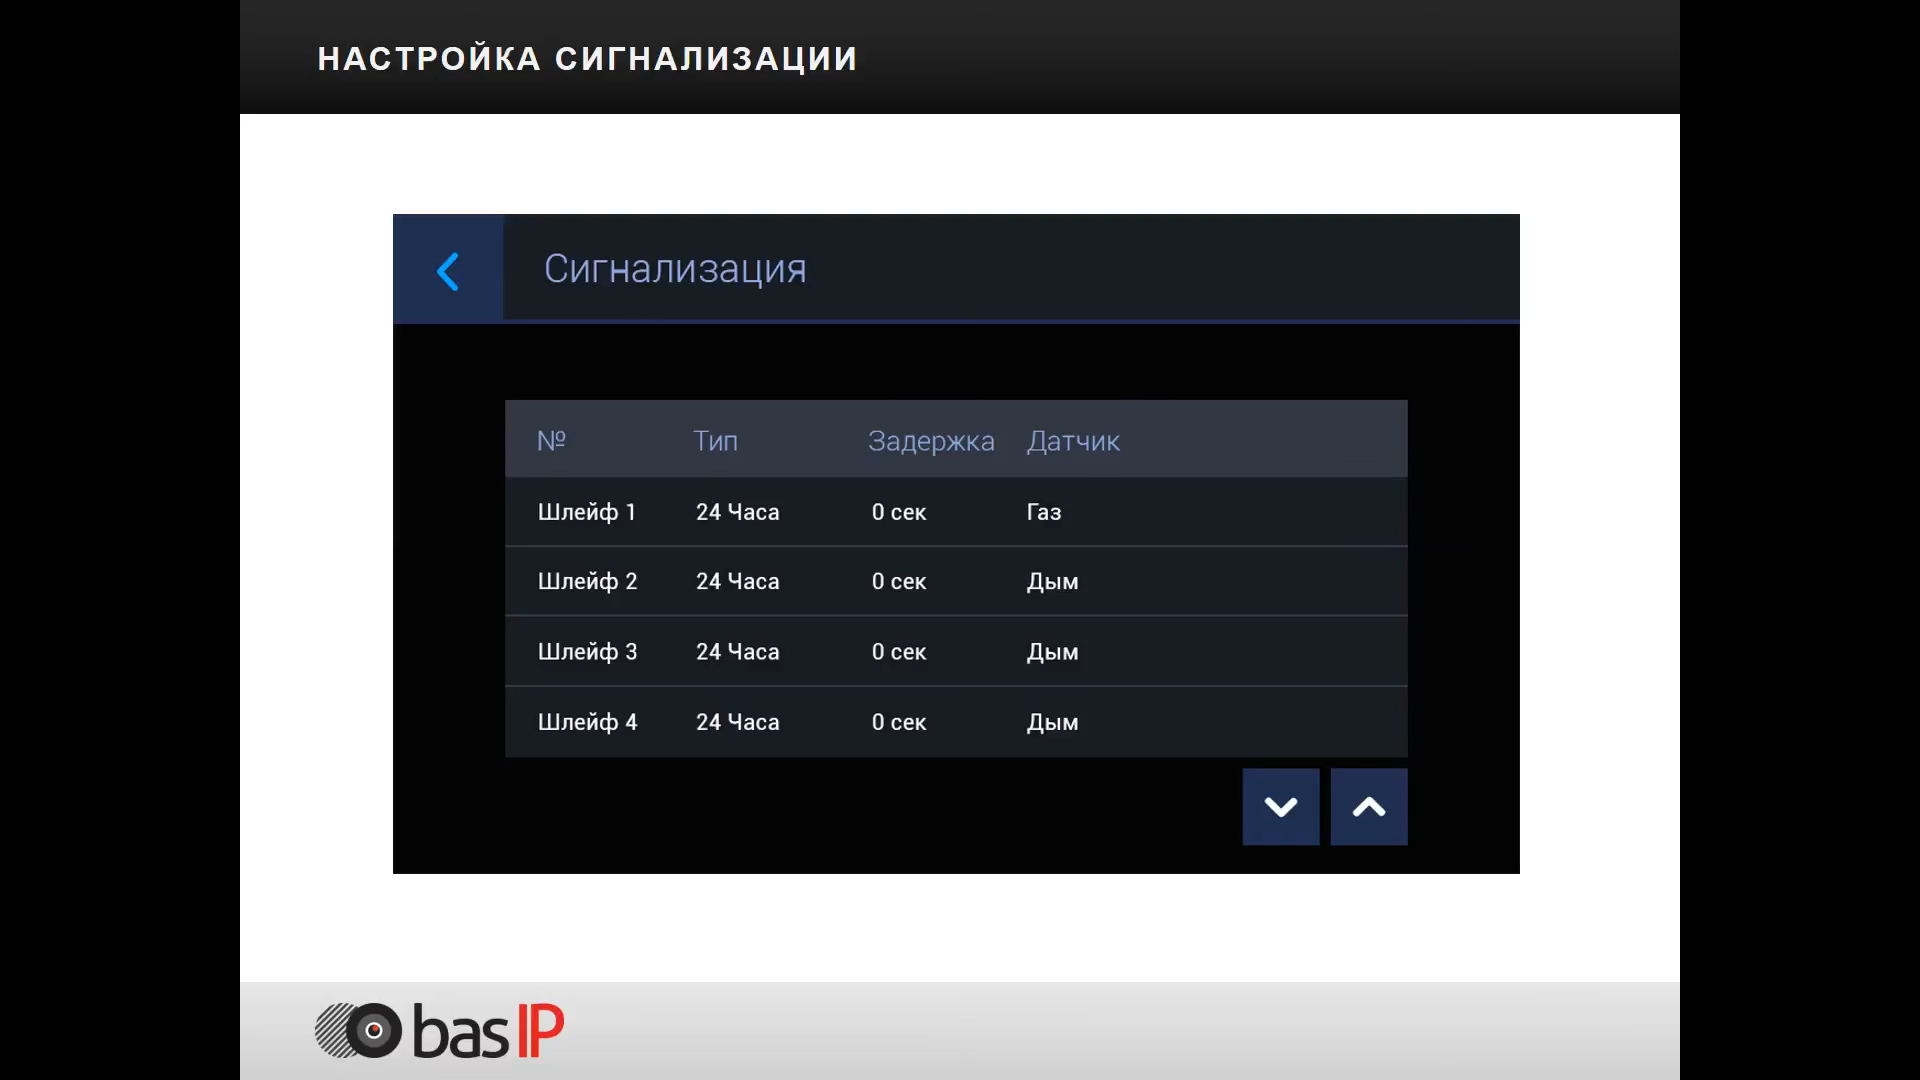 НАСТРОЙКА СИГНАЛИЗАЦИИ
Сигнализация
№ Тип Задержка Датчик
Шлейф 1 24 Часа 0 сек Газ
Шлейф 2 24 Часа 0 сек Дым
Шлейф 3 24 Часа 0 сек Дым
Шлейф 4 24 Часа 0 сек Дым
bas IP